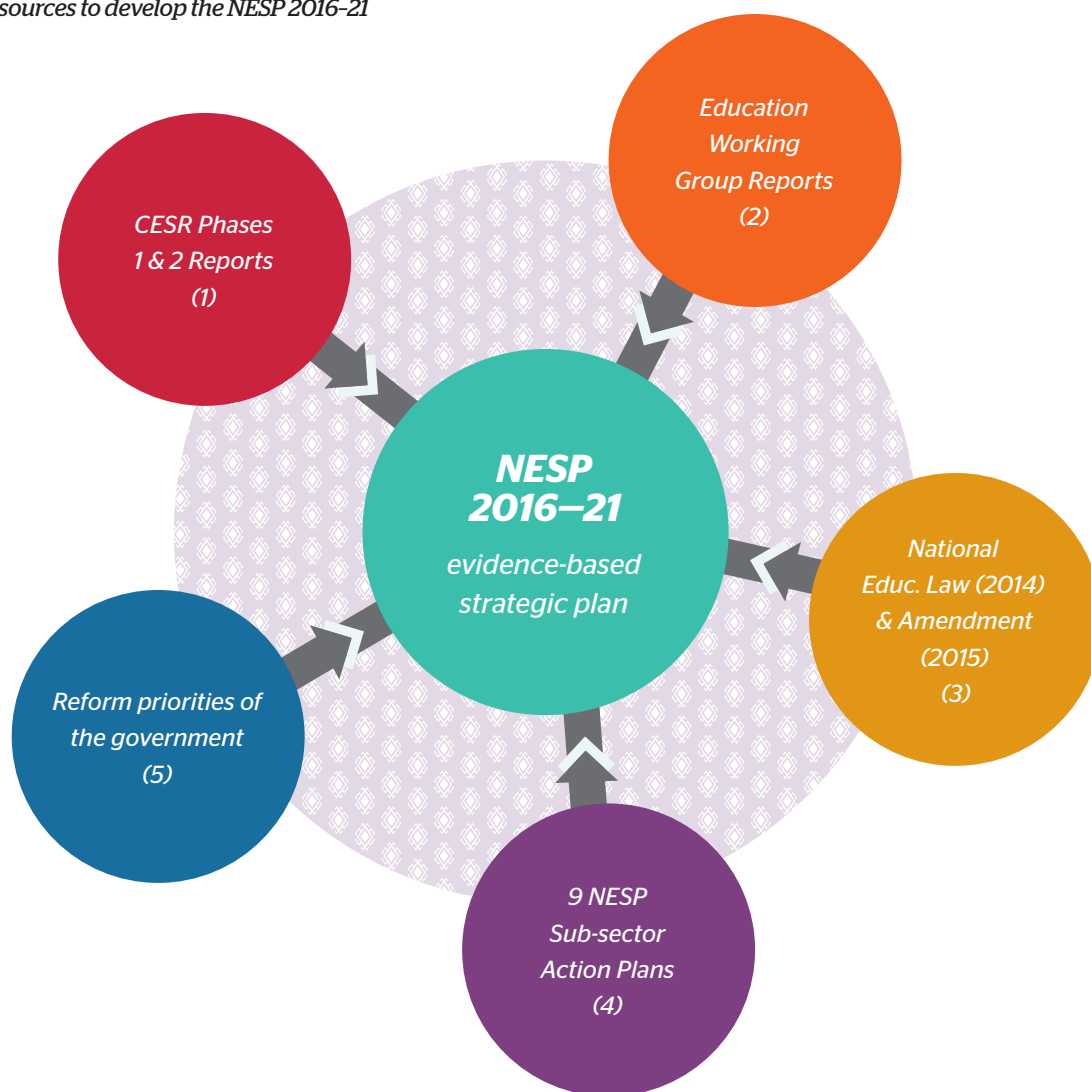 sources to develop the NESP 2016-21
Education
Working
Group Reports
(2)
CESR Phases
1 & 2 Reports
(1)
NESP
2016–21
evidence-based
strategic plan
National
Educ. Law (2014)
& Amendment
(2015)
(3)
Reform priorities of
the government
(5)
9 NESP
Sub-sector
Action Plans
(4)